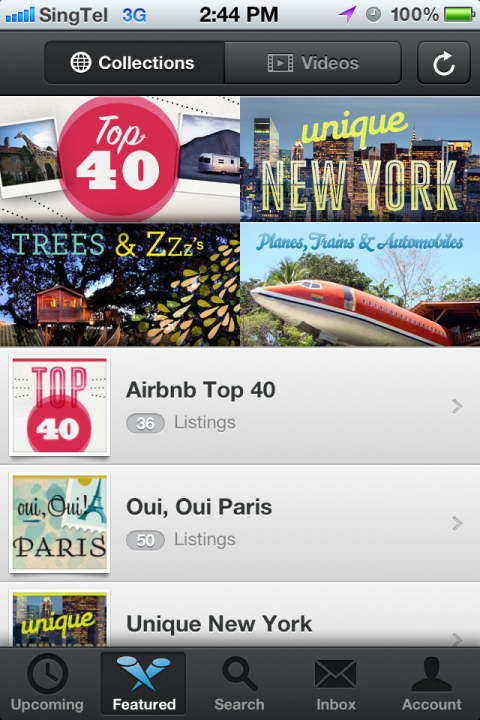 SingTel 3G 2:44 PM 100%
Collections Videos
Top
40
unique
NEW YORK
TREES & ZZZ's
Planes, Trains & Automobiles
TOP
40
Airbnb Top 40
36 Listings
oui, Oui!
PARIS
Oui, Oui Paris
50 Listings
unique
Unique New York
Upcoming Featured Search Inbox Account